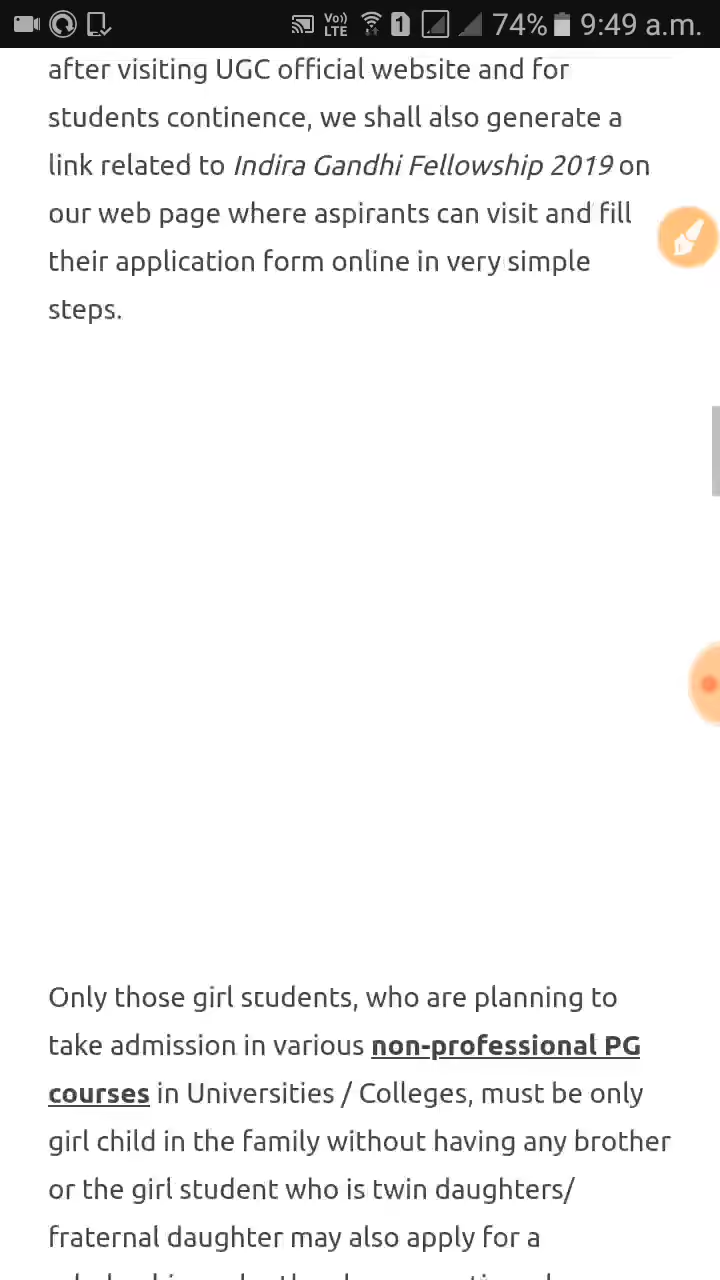 Vo)) LTE 1 74% 9:49 a.m.
after visiting UGC official website and for
students continence, we shall also generate a
link related to Indira Gandhi Fellowship 2019 on
our web page where aspirants can visit and fill
their application form online in very simple
steps.
Only those girl students, who are planning to
take admission in various non-professional PG
courses in Universities / Colleges, must be only
girl child in the family without having any brother
or the girl student who is twin daughters/
fraternal daughter may also apply for a